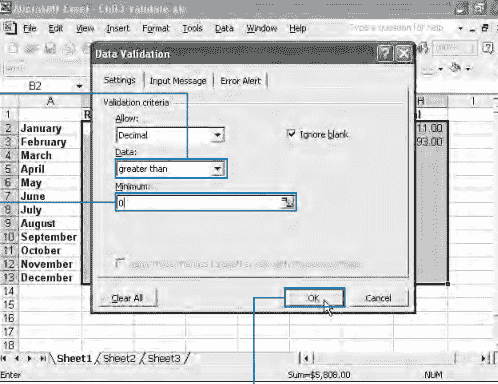 Microsoft Excel - Ch03 Validate.xls
File Edit View Insert Format Tools Data Window Help Type a question for help
B2
A H I
1
2 January 11.00
3 February 93.00
4 March
5 April
6 May
7 June
8 July
9 August
10 September
11 October
12 November
13 December
14
15
16
17
18
Data Validation
Settings Input Message Error Alert
Validation criteria
Allow:
Decimal Ignore blank
Data:
greater than
Minimum:
0
Clear All OK Cancel
Sheet1 Sheet2 Sheet3
Enter Sum=$5,808.00 NUM